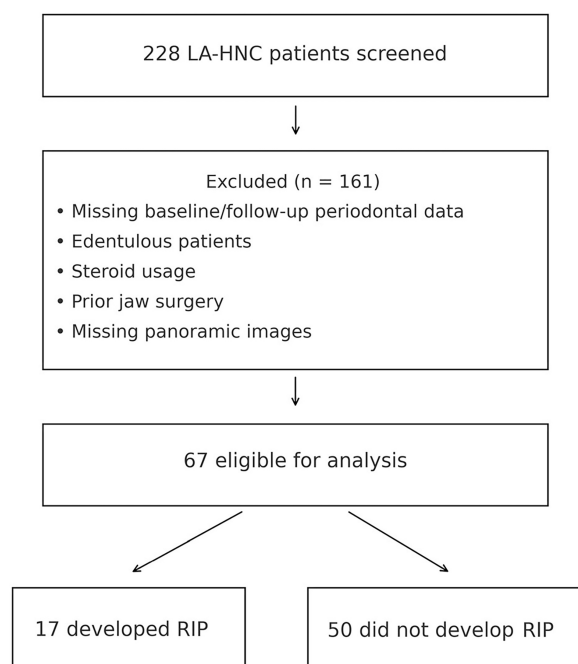 228 LA-HNC patients screened
Excluded (n = 161)
• Missing baseline/follow-up periodontal data
• Edentulous patients
• Steroid usage
• Prior jaw surgery
• Missing panoramic images
67 eligible for analysis
17 developed RIP
50 did not develop RIP